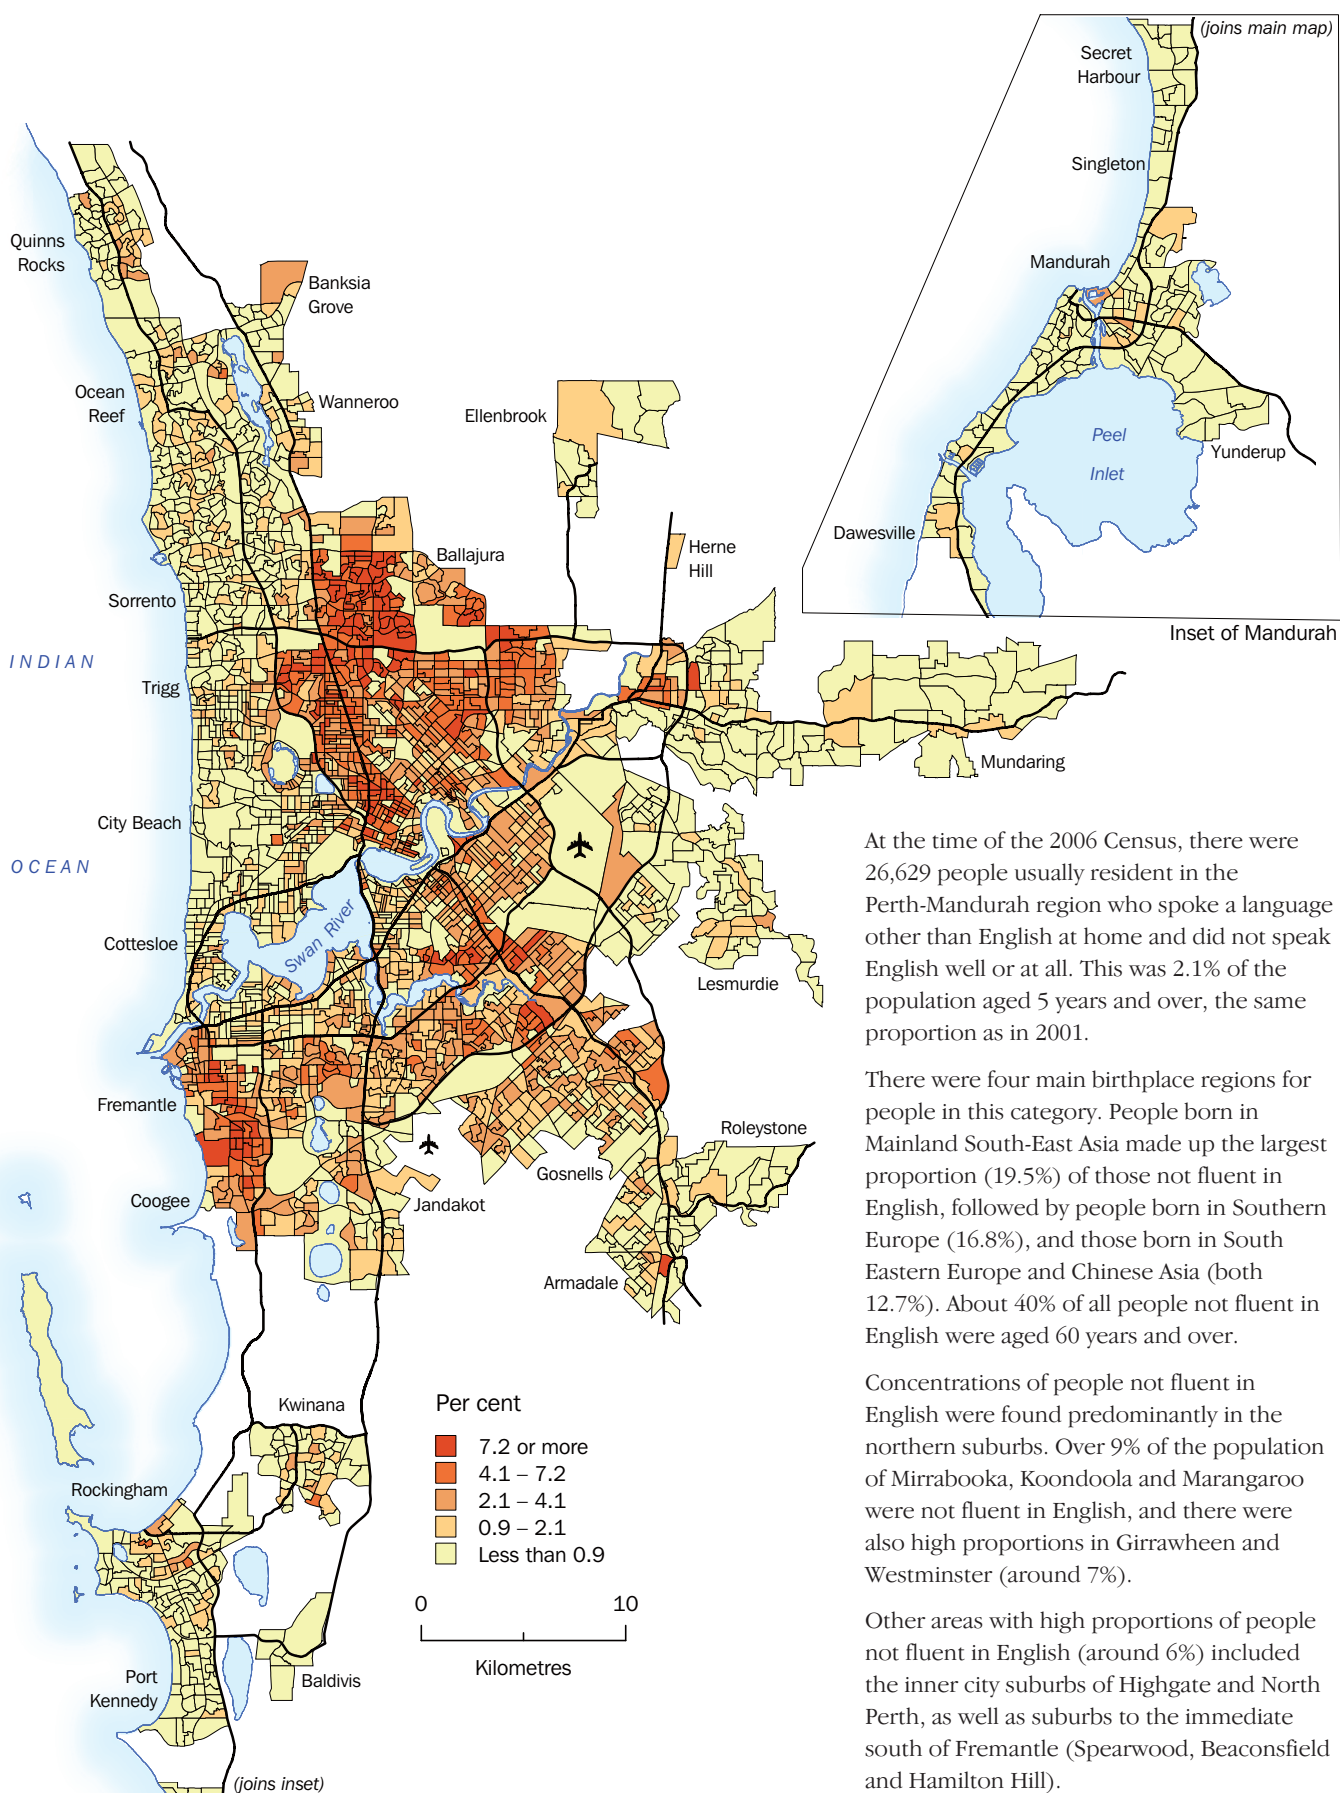 (joins main map)
Secret
Harbour
Singleton
Mandurah
Peel
Inlet
Yunderup
Dawesville
Inset of Mandurah
Quinns
Rocks
Banksia
Grove
Ocean
Reef
Wanneroo
Ellenbrook
Ballajura
Herne
Hill
Sorrento
INDIAN
Trigg
Mundaring
City Beach
OCEAN
Swan River
Cottesloe
Lesmurdie
Fremantle
Roleystone
Gosnells
Coogee
Jandakot
Armadale
Kwinana
Rockingham
Port
Kennedy
Baldivis
(joins inset)
Per cent
7.2 or more
4.1 – 7.2
2.1 – 4.1
0.9 – 2.1
Less than 0.9
0 10
Kilometres
At the time of the 2006 Census, there were
26,629 people usually resident in the
Perth-Mandurah region who spoke a language
other than English at home and did not speak
English well or at all. This was 2.1% of the
population aged 5 years and over, the same
proportion as in 2001.
There were four main birthplace regions for
people in this category. People born in
Mainland South-East Asia made up the largest
proportion (19.5%) of those not fluent in
English, followed by people born in Southern
Europe (16.8%), and those born in South
Eastern Europe and Chinese Asia (both
12.7%). About 40% of all people not fluent in
English were aged 60 years and over.
Concentrations of people not fluent in
English were found predominantly in the
northern suburbs. Over 9% of the population
of Mirrabooka, Koondoola and Marangaroo
were not fluent in English, and there were
also high proportions in Girrawheen and
Westminster (around 7%).
Other areas with high proportions of people
not fluent in English (around 6%) included
the inner city suburbs of Highgate and North
Perth, as well as suburbs to the immediate
south of Fremantle (Spearwood, Beaconsfield
and Hamilton Hill).